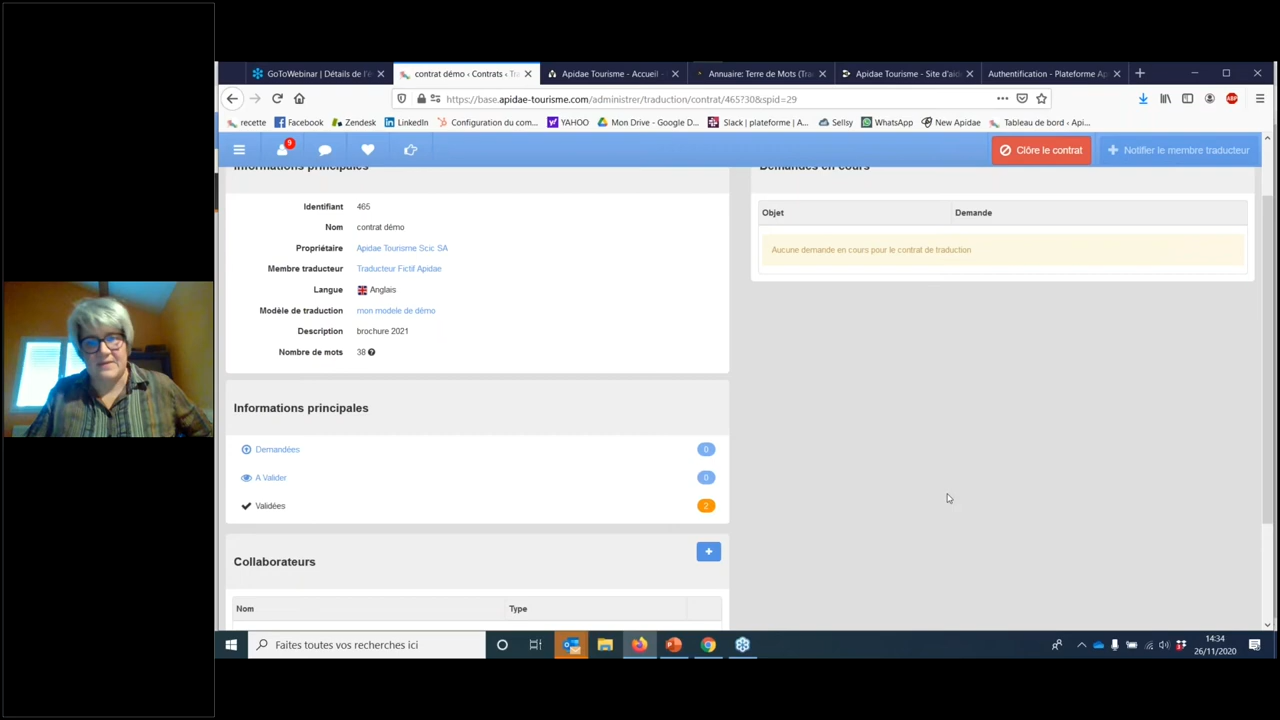 GoToWebinar | Détails de l'é
contrat démo ‹ Contrats ‹ Tra
Apidae Tourisme - Accueil -
Annuaire: Terre de Mots (Trac
Apidae Tourisme - Site d'aide
Authentification - Plateforme Ap
https://base.apidae-tourisme.com/administrer/traduction/contrat/465?30&spid=29
recette
Facebook
Zendesk
LinkedIn
Configuration du com...
YAHOO
Mon Drive - Google D...
Slack | plateforme | A...
Sellsy
WhatsApp
New Apidae
Tableau de bord ‹ Api...
ABP
9
Clôre le contrat
Notifier le membre traducteur
Informations principales
Demandes en cours
Identifiant 465
Nom contrat démo
Propriétaire Apidae Tourisme Scic SA
Membre traducteur Traducteur Fictif Apidae
Langue Anglais
Modèle de traduction mon modele de démo
Description brochure 2021
Nombre de mots 38
Objet Demande
Aucune demande en cours pour le contrat de traduction
Informations principales
Demandées 0
A Valider 0
Validées 2
Collaborateurs
Nom Type
Faites toutes vos recherches ici
14:34
26/11/2020